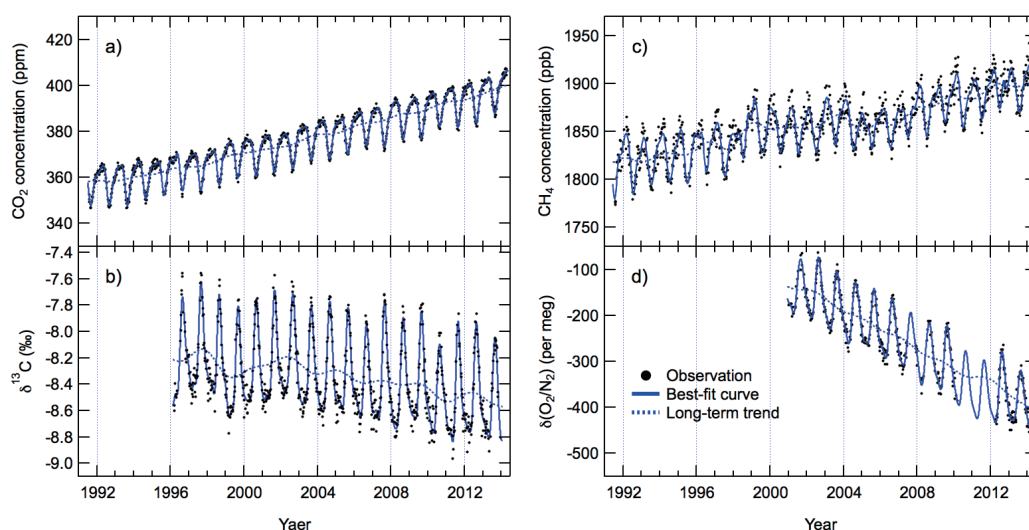 a)
CO2 concentration (ppm)
420
400
380
360
340
b)
δ13C (‰)
-7.4
-7.6
-7.8
-8.0
-8.2
-8.4
-8.6
-8.8
-9.0
1992 1996 2000 2004 2008 2012
Yaer
c)
CH4 concentration (ppb)
1950
1900
1850
1800
1750
d)
δ(O2/N2) (per meg)
-100
-200
-300
-400
-500
Observation
Best-fit curve
Long-term trend
1992 1996 2000 2004 2008 2012
Year